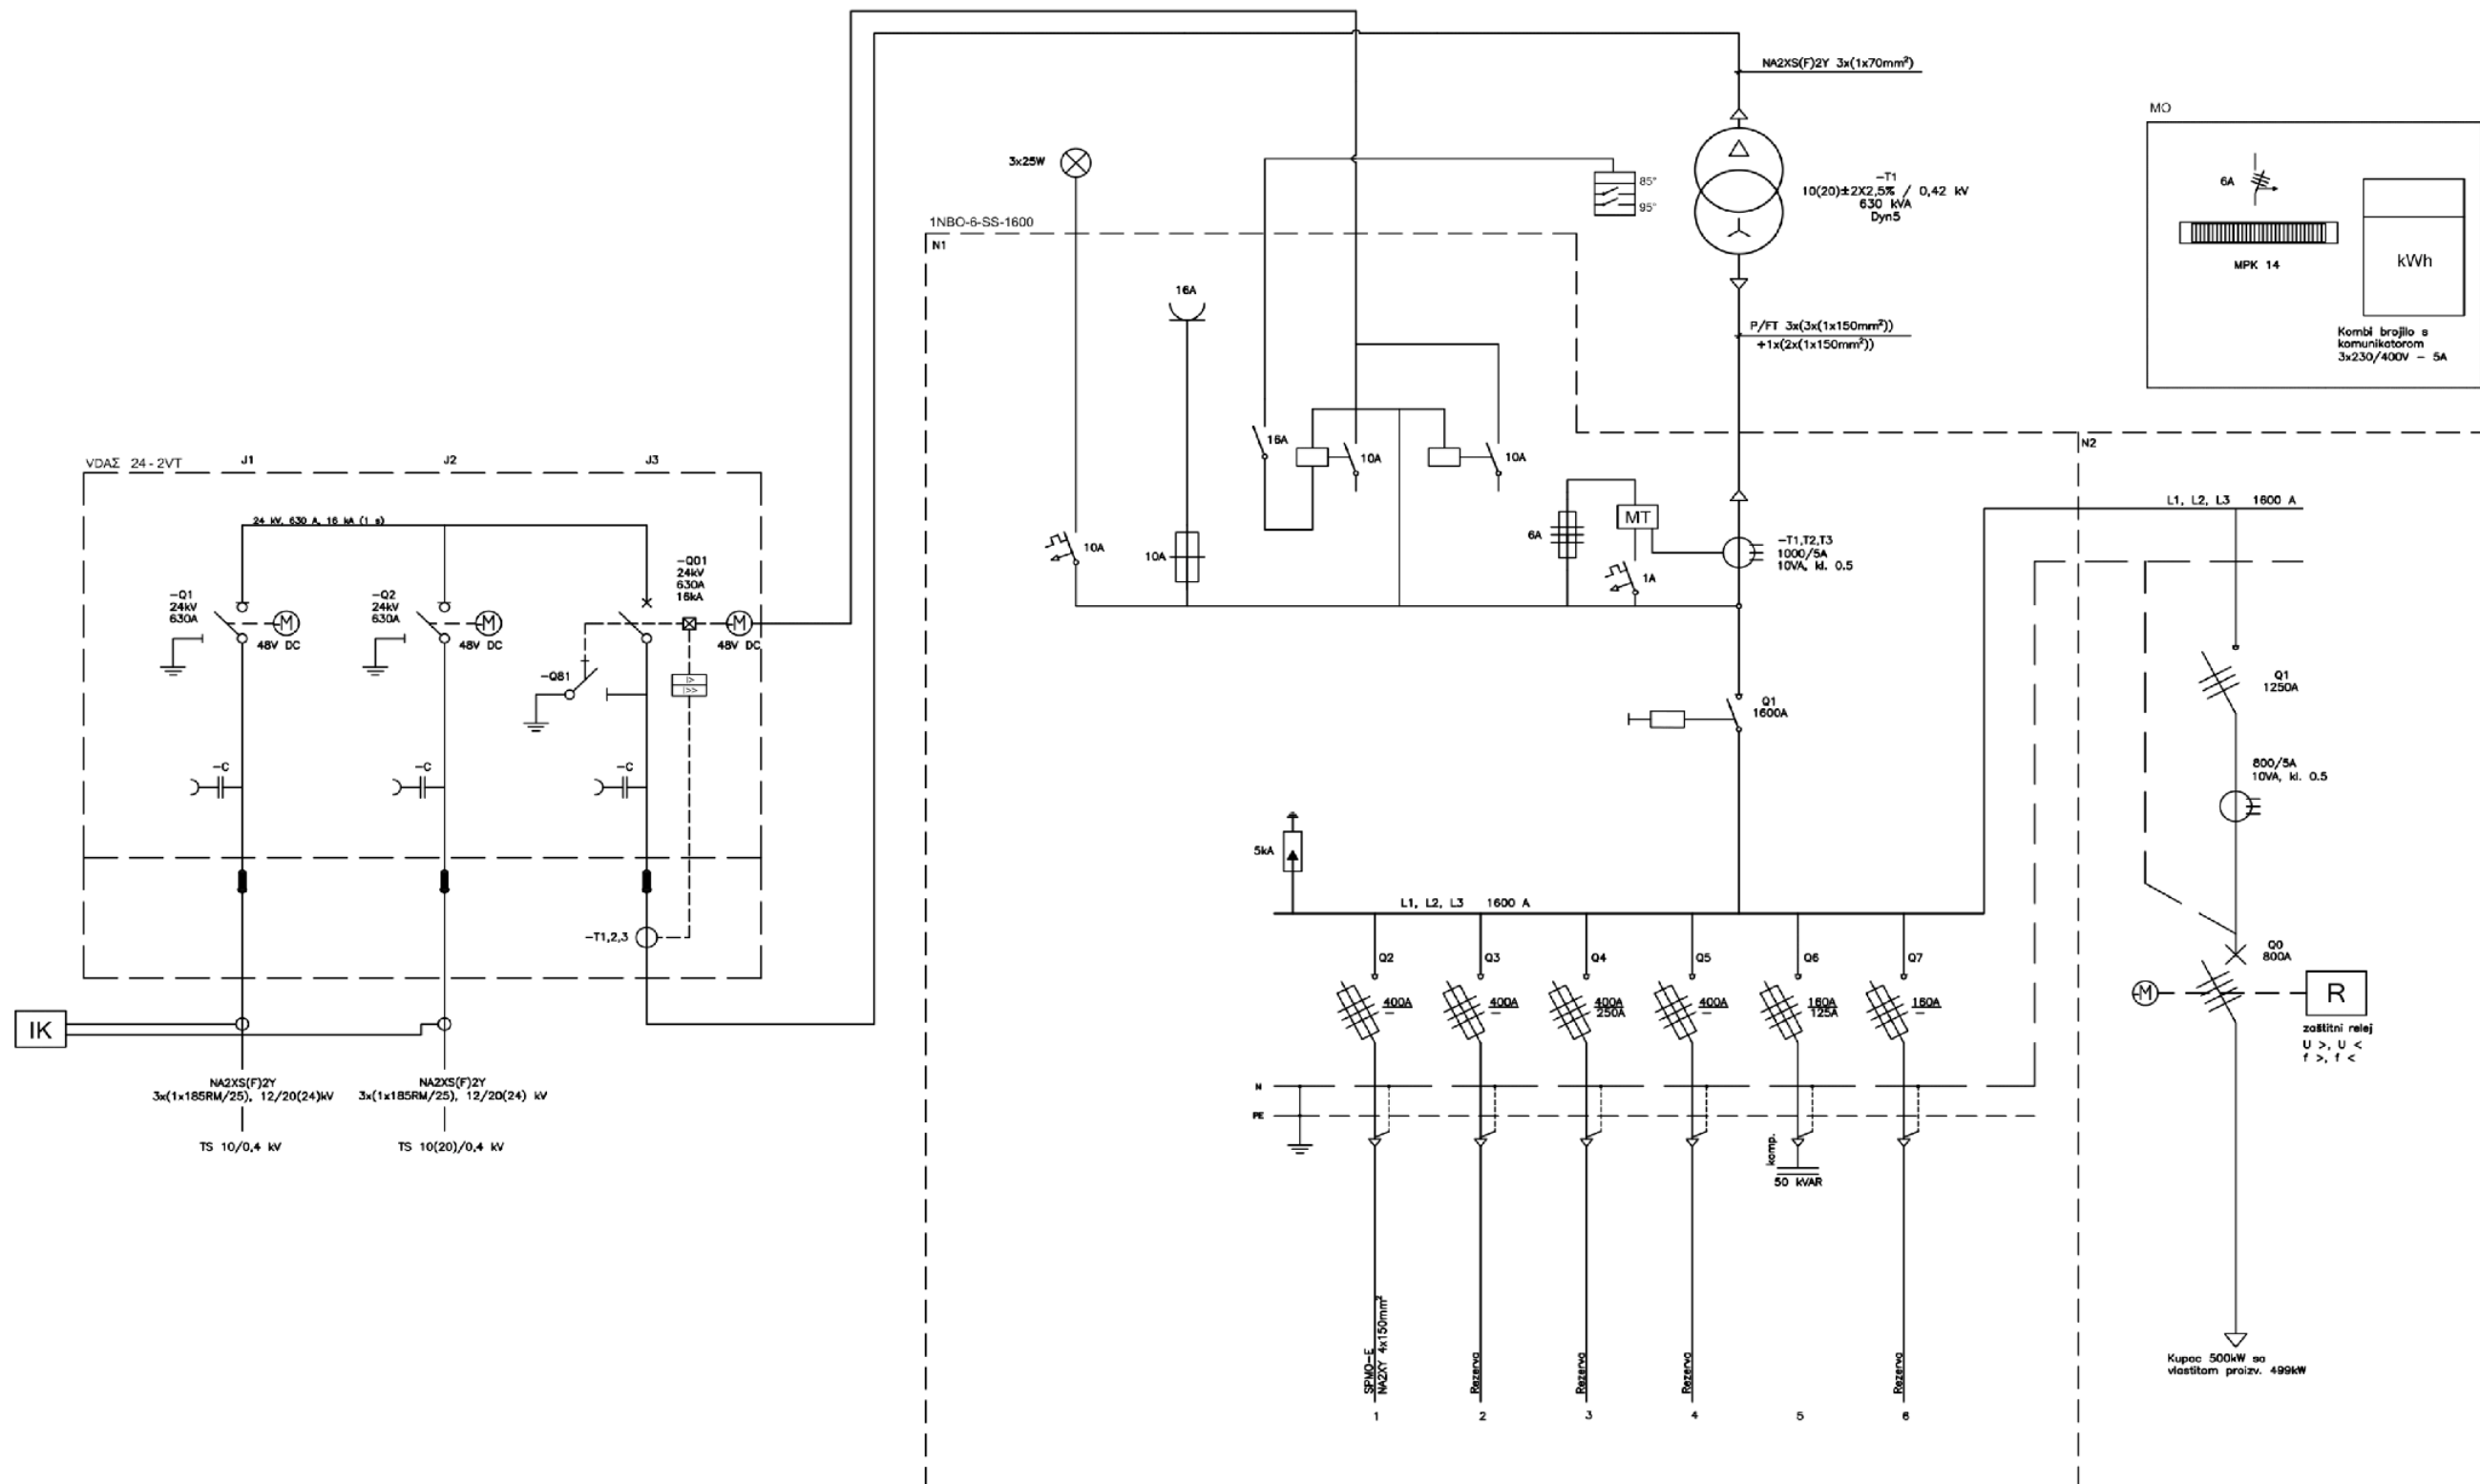 NA2XS(F)2Y 3x(1x70mm²)
MO
3x25W
85°
95°
-T1
10(20)±2X2,5% / 0,42 kV
630 kVA
Dyn5
6A
MPK 14
kWh
Kombi brojilo s
komunikatorom
3x230/400V - 5A
1NBO-6-SS-1600
N1
16A
P/FT 3x(3x(1x150mm²))
+1x(2x(1x150mm²))
16A
10A
10A
N2
VDAΣ 24 - 2VT
J1
J2
J3
24 kV, 630 A, 16 kA (1 s)
L1, L2, L3 1600 A
10A
10A
6A
MT
1A
-T1,T2,T3
1000/5A
10VA, kl. 0.5
-Q1
24kV
630A
M
48V DC
-Q2
24kV
630A
M
48V DC
-Q01
24kV
630A
16kA
M
48V DC
-Q81
I>
I>>
Q1
1600A
Q1
1250A
-C
-C
-C
800/5A
10VA, kl. 0.5
5kA
L1, L2, L3 1600 A
-T1,2,3
Q2
400A
-
Q3
400A
-
Q4
400A
250A
Q5
400A
-
Q6
160A
125A
Q7
160A
-
Q0
800A
M
R
zaštitni relej
U >, U <
f >, f <
IK
NA2XS(F)2Y
3x(1x185RM/25), 12/20(24)kV
TS 10/0,4 kV
NA2XS(F)2Y
3x(1x185RM/25), 12/20(24) kV
TS 10(20)/0,4 kV
N
PE
komp.
50 kVAR
SPMO-E
NA2XY 4x150mm²
Rezerva
Rezerva
Rezerva
Rezerva
1
2
3
4
5
6
Kupac 500kW sa
vlastitom proizv. 499kW